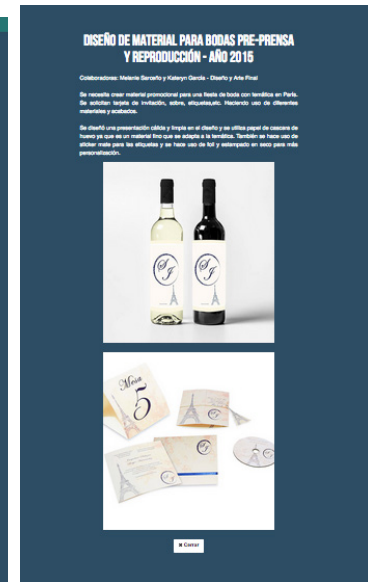 DISEÑO DE MATERIAL PARA BODAS PRE-PRENSA
Y REPRODUCCIÓN - AÑO 2015
Colaboradores: Melanie Sarceño y Kateryn García - Diseño y Arte Final
Se necesita crear material promocional para una fiesta de boda con temática en París.
Se solicitan tarjeta de invitación, sobre, etiquetas,etc. Haciendo uso de diferentes
materiales y acabados.
Se diseñó una presentación cálida y limpia en el diseño y se utiliza papel de cascara de
huevo ya que es un material fino que se adapta a la temática. También se hace uso de
sticker mate para las etiquetas y se hace uso de foil y estampado en seco para más
personalización.
S J
S J
Mesa
5
✖ Cerrar